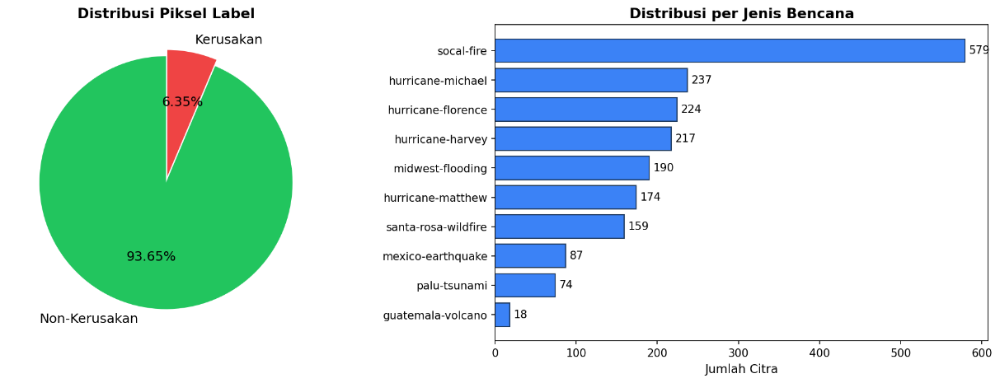 Distribusi Piksel Label
Kerusakan
6.35%
93.65%
Non-Kerusakan
Distribusi per Jenis Bencana
socal-fire 579
hurricane-michael 237
hurricane-florence 224
hurricane-harvey 217
midwest-flooding 190
hurricane-matthew 174
santa-rosa-wildfire 159
mexico-earthquake 87
palu-tsunami 74
guatemala-volcano 18
0 100 200 300 400 500 600
Jumlah Citra